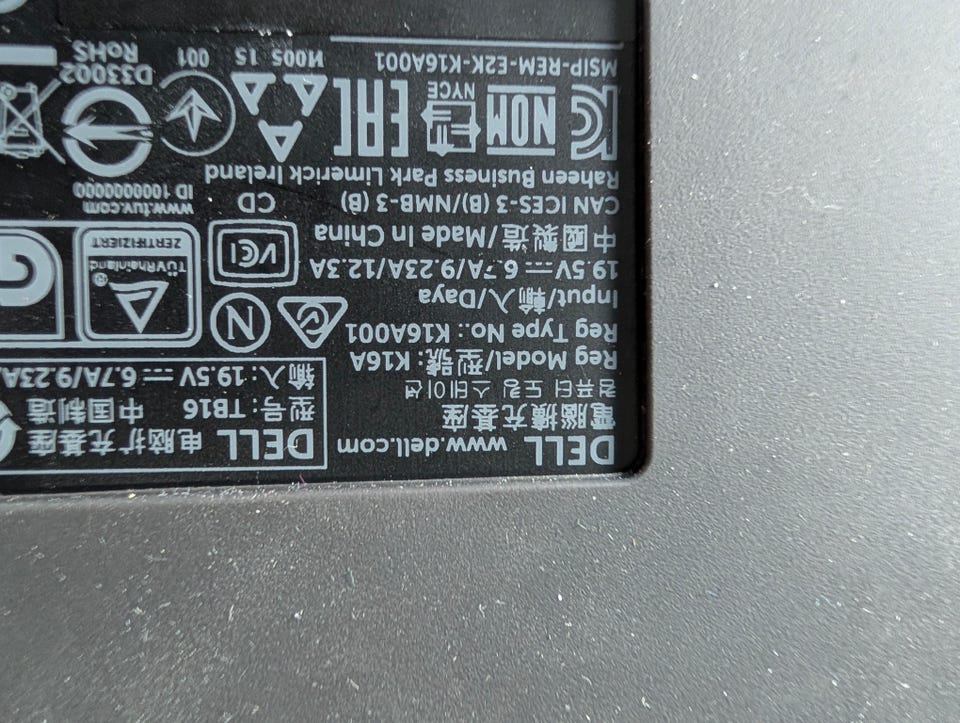 DELL www.dell.com
電腦擴充基座
컴퓨터 도킹 스테이션
Reg Model/型號: K16A
Reg Type No.: K16A001
Input/輸入/Daya
19.5V ⎓ 6.7A/9.23A/12.3A
中國製造/Made In China
CAN ICES-3 (B)/NMB-3 (B)
Raheen Business Park Limerick Ireland
NOM
NYCE
EAC
MSIP-REM-E2K-K16A001
DELL 电脑扩充基座
型号: TB16 中国制造
输入: 19.5V ⎓ 6.7A/9.23A
N
VCI
CD
TÜVRheinland
ZERTIFIZIERT
www.tuv.com
ID 1000000000
И005 15
001
D33002
RoHS